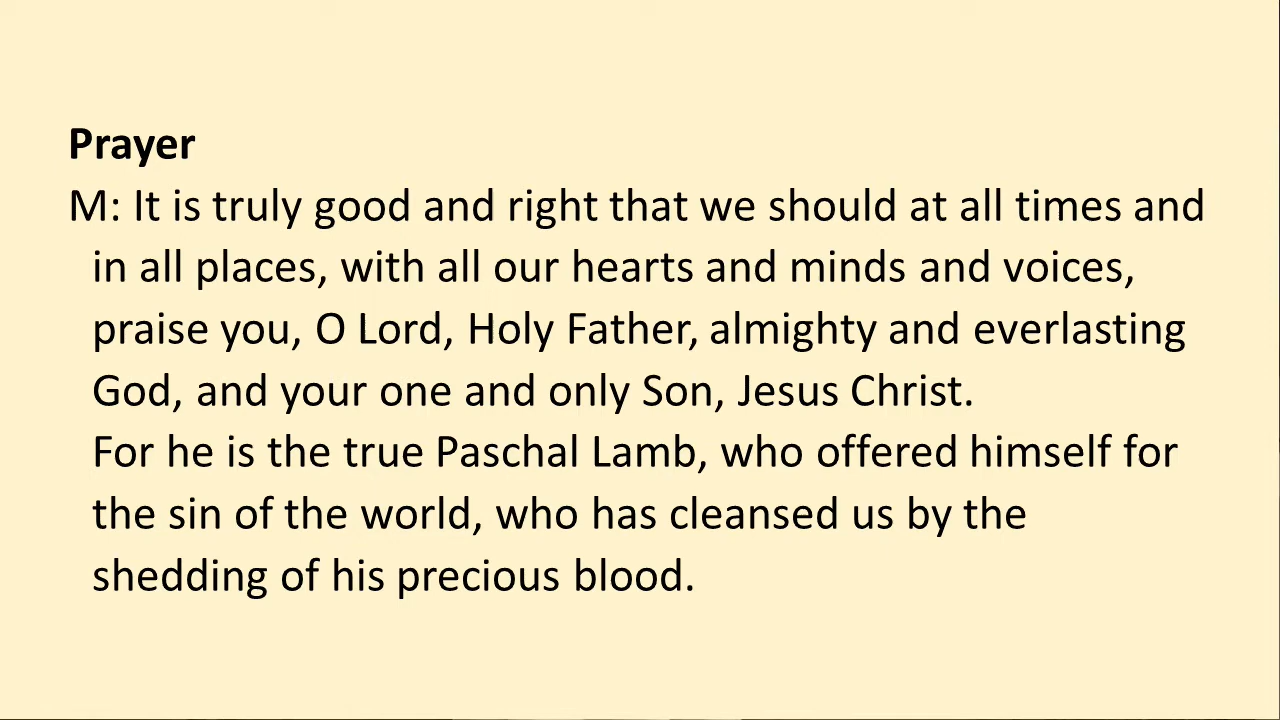 Prayer
M: It is truly good and right that we should at all times and
in all places, with all our hearts and minds and voices,
praise you, O Lord, Holy Father, almighty and everlasting
God, and your one and only Son, Jesus Christ.
For he is the true Paschal Lamb, who offered himself for
the sin of the world, who has cleansed us by the
shedding of his precious blood.